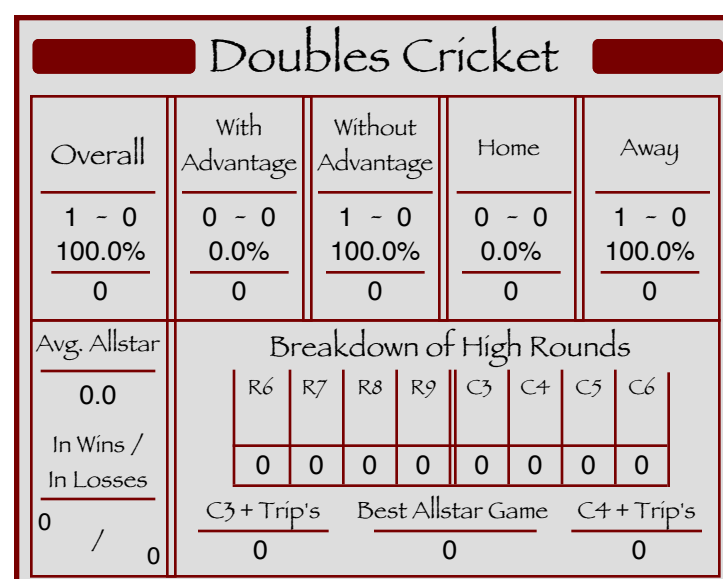 Doubles Cricket
Overall
With Advantage
Without Advantage
Home
Away
1 ~ 0
0 ~ 0
1 ~ 0
0 ~ 0
1 ~ 0
100.0%
0.0%
100.0%
0.0%
100.0%
0
0
0
0
0
Avg. Allstar
0.0
In Wins /
In Losses
0 / 0
Breakdown of High Rounds
R6 R7 R8 R9 C3 C4 C5 C6
0 0 0 0 0 0 0 0
C3 + Trip's
Best Allstar Game
C4 + Trip's
0
0
0